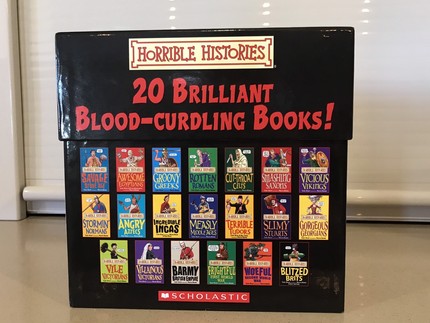 HORRIBLE HISTORIES
20 BRILLIANT
BLOOD-CURDLING BOOKS!
SAVAGE
AWESOME EGYPTIANS
GROOVY GREEKS
ROTTEN ROMANS
CUT-THROAT CELTS
SMASHING SAXONS
VICIOUS VIKINGS
STORMIN' NORMANS
ANGRY AZTECS
INCREDIBLE INCAS
MEASLY MIDDLE AGES
TERRIBLE TUDORS
SLIMY STUARTS
GORGEOUS GEORGIANS
VILE VICTORIANS
VILLAINOUS VICTORIANS
BARMY BRITISH EMPIRE
FRIGHTFUL FIRST WORLD WAR
WOEFUL SECOND WORLD WAR
BLITZED BRITS
SCHOLASTIC